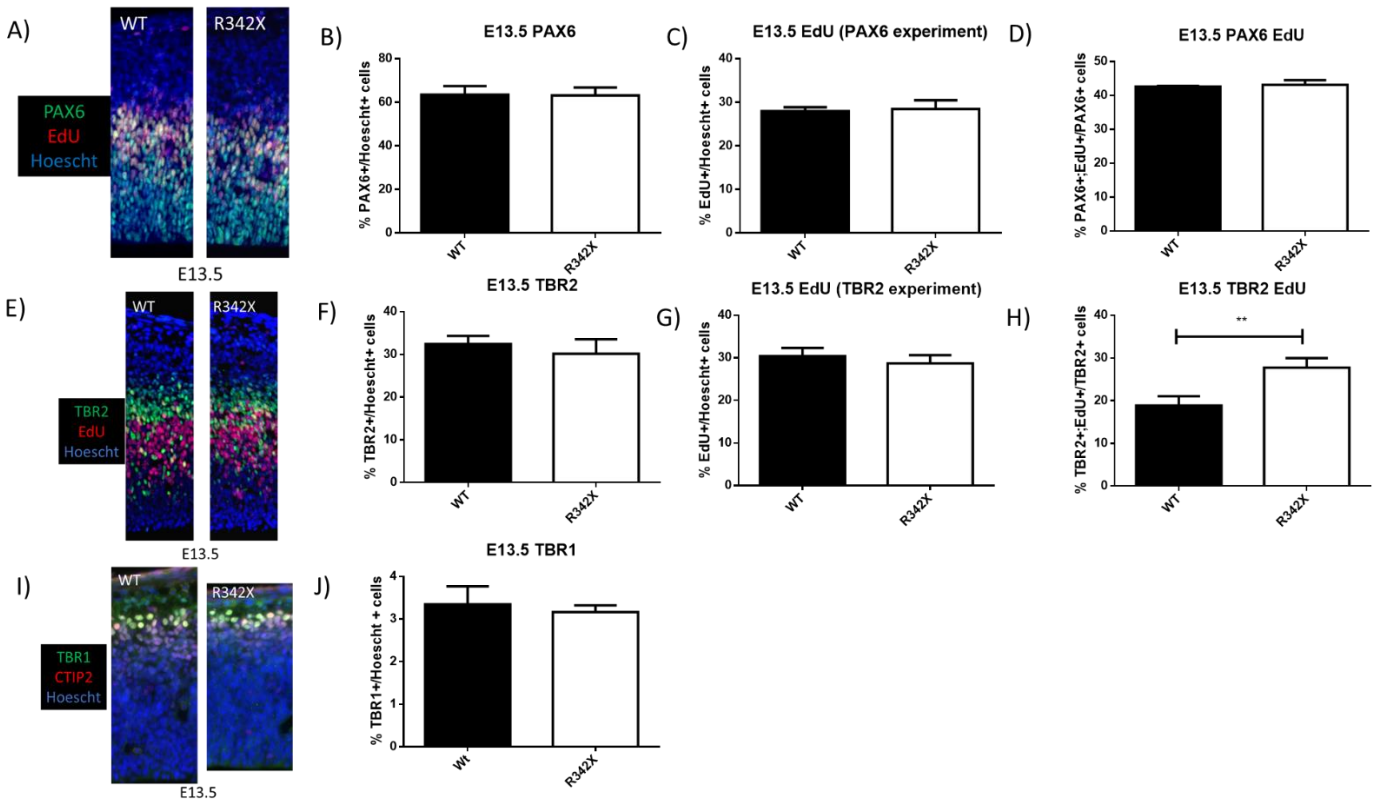 A)
WT
R342X
PAX6
EdU
Hoescht
E13.5
B)
E13.5 PAX6
% PAX6+/Hoescht+ cells
80
60
40
20
0
WT
R342X
C)
E13.5 EdU (PAX6 experiment)
% EdU+/Hoescht+ cells
40
30
20
10
0
WT
R342X
D)
E13.5 PAX6 EdU
% PAX6+:EdU+/PAX6+ cells
50
40
30
20
10
0
WT
R342X
E)
WT
R342X
TBR2
EdU
Hoescht
E13.5
F)
E13.5 TBR2
% TBR2+/Hoescht+ cells
40
30
20
10
0
WT
R342X
G)
E13.5 EdU (TBR2 experiment)
% EdU+/Hoescht+ cells
40
30
20
10
0
WT
R342X
H)
E13.5 TBR2 EdU
% TBR2+;EdU+/TBR2+ cells
40
30
20
10
0
**
WT
R342X
I)
WT
R342X
TBR1
CTIP2
Hoescht
E13.5
J)
E13.5 TBR1
% TBR1+/Hoescht + cells
4
3
2
1
0
Wt
R342X